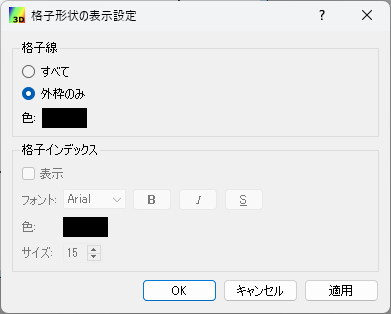 3D 格子形状の表示設定 ? ×
格子線
すべて
外枠のみ
色:
格子インデックス
表示
フォント: Arial B I S
色:
サイズ: 15
OK キャンセル 適用